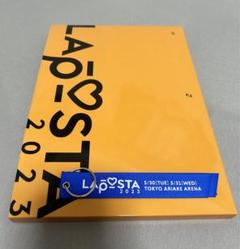 LAPOSTA
2023
LAPOSTA
2023
5/30[TUE] 5/31[WED]
TOKYO ARIAKE ARENA